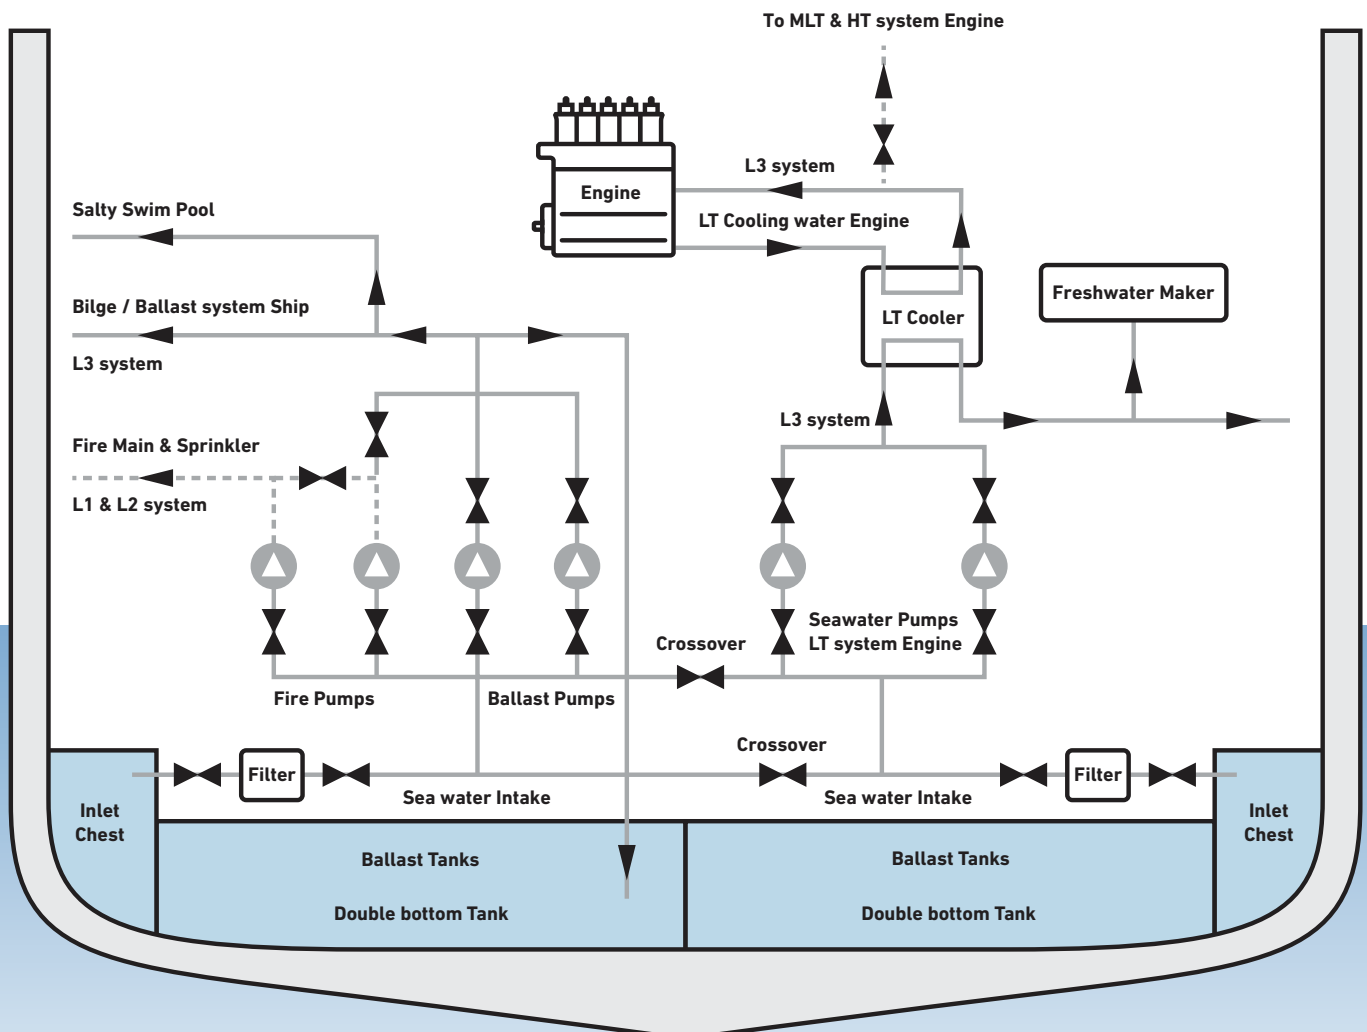 To MLT & HT system Engine
L3 system
Engine
Salty Swim Pool
LT Cooling water Engine
Freshwater Maker
Bilge / Ballast system Ship
LT Cooler
L3 system
L3 system
Fire Main & Sprinkler
L1 & L2 system
Seawater Pumps
LT system Engine
Crossover
Fire Pumps
Ballast Pumps
Crossover
Filter
Filter
Sea water Intake
Sea water Intake
Inlet
Chest
Inlet
Chest
Ballast Tanks
Ballast Tanks
Double bottom Tank
Double bottom Tank